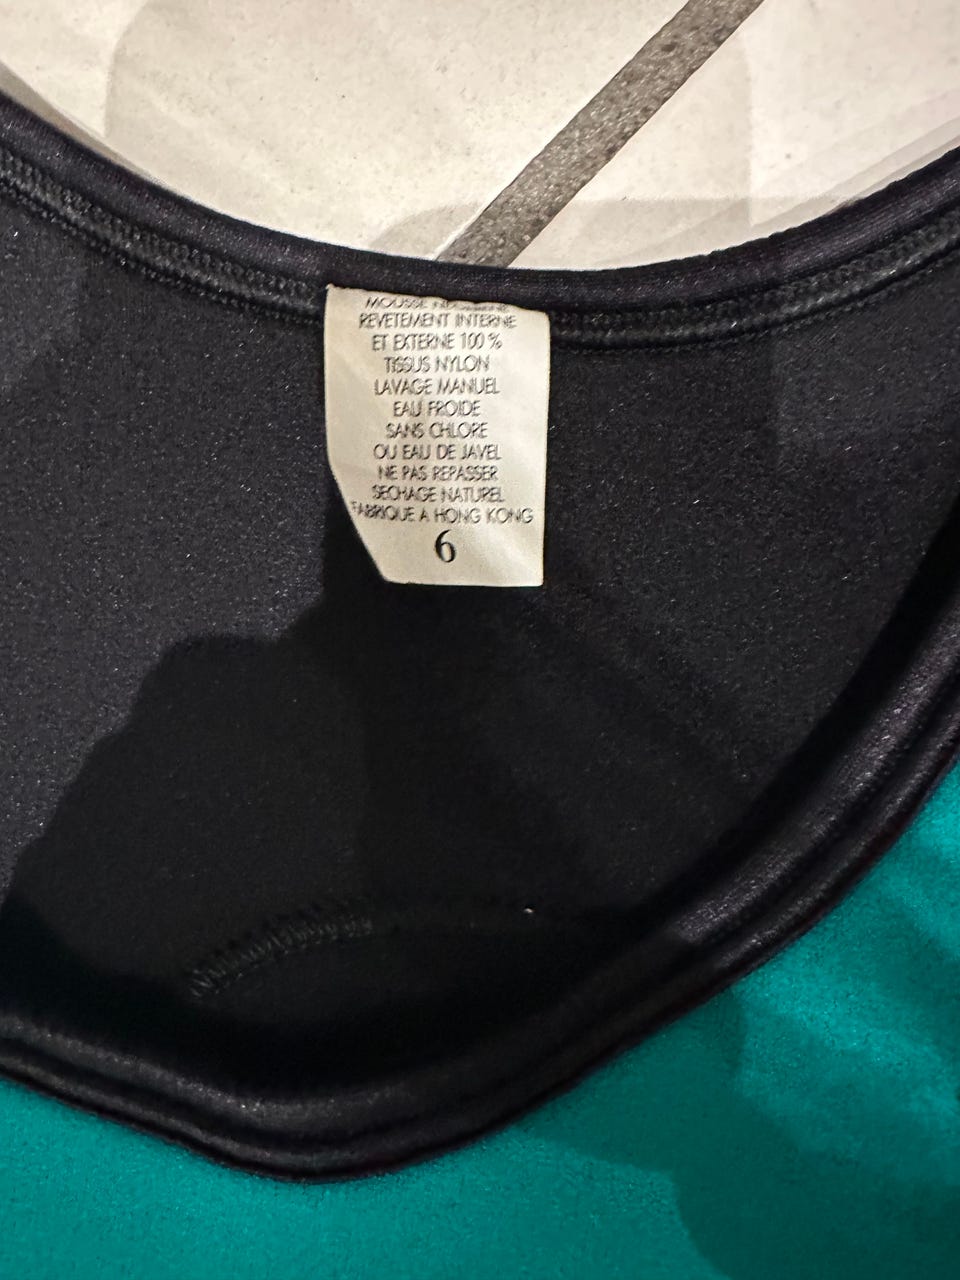 MOUSSE
REVETEMENT INTERNE
ET EXTERNE 100 %
TISSUS NYLON
LAVAGE MANUEL
EAU FROIDE
SANS CHLORE
OU EAU DE JAVEL
NE PAS REPASSER
SECHAGE NATUREL
FABRIQUE A HONG KONG
6